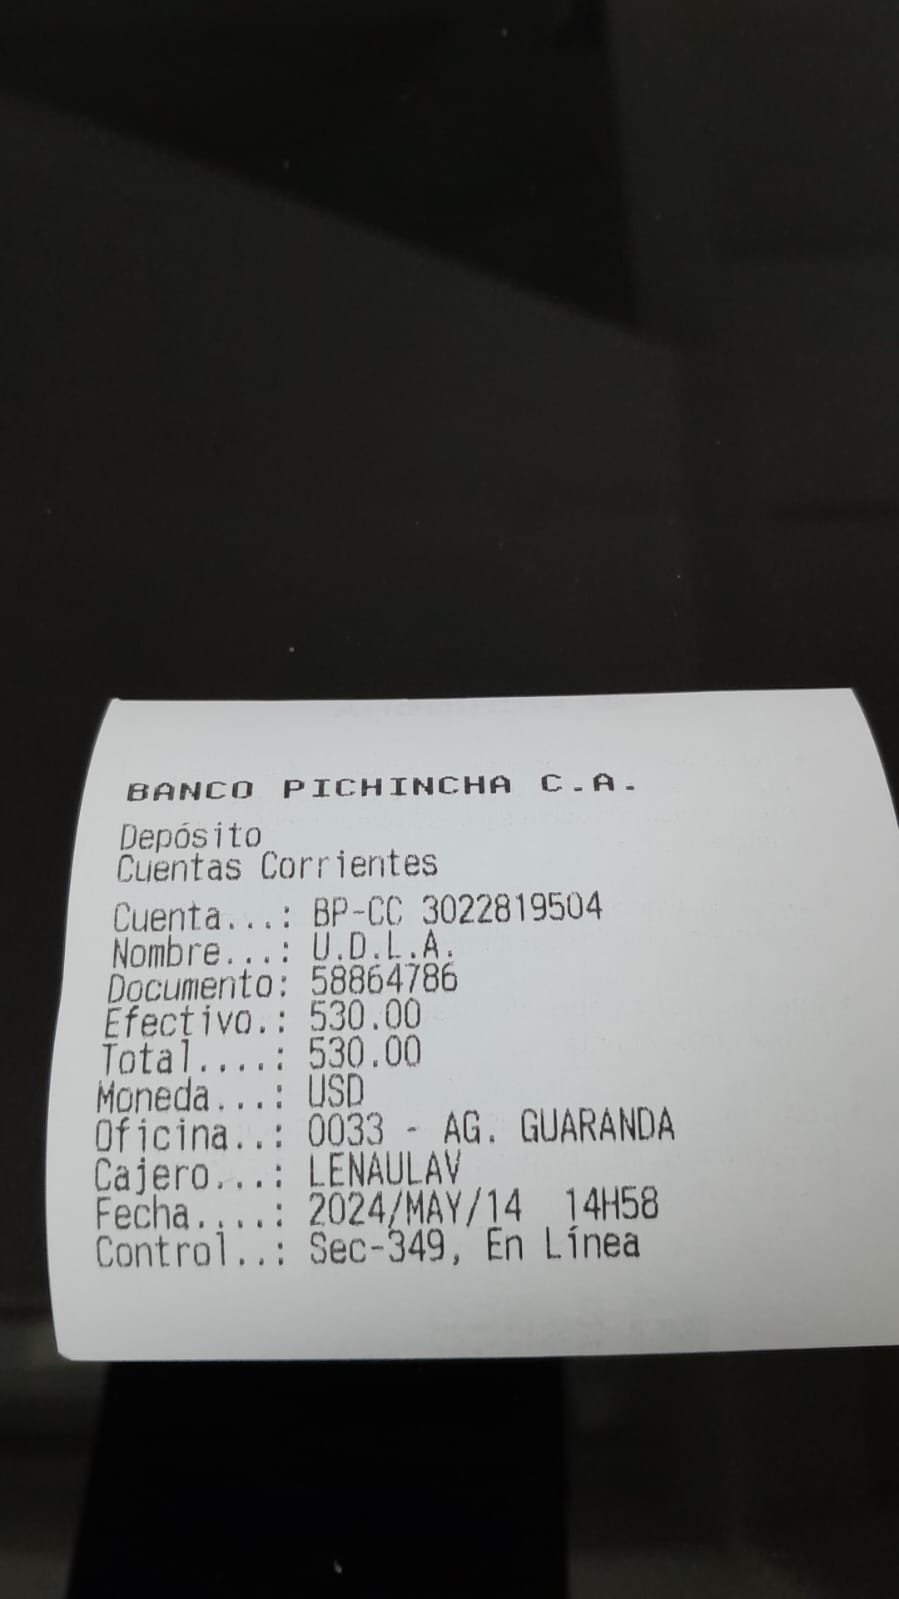 BANCO PICHINCHA C.A.
Depósito
Cuentas Corrientes
Cuenta...: BP-CC 3022819504
Nombre...: U.D.L.A.
Documento: 58864786
Efectivo.: 530.00
Total....: 530.00
Moneda...: USD
Oficina..: 0033 - AG. GUARANDA
Cajero...: LENAULAV
Fecha....: 2024/MAY/14 14H58
Control..: Sec-349, En Línea